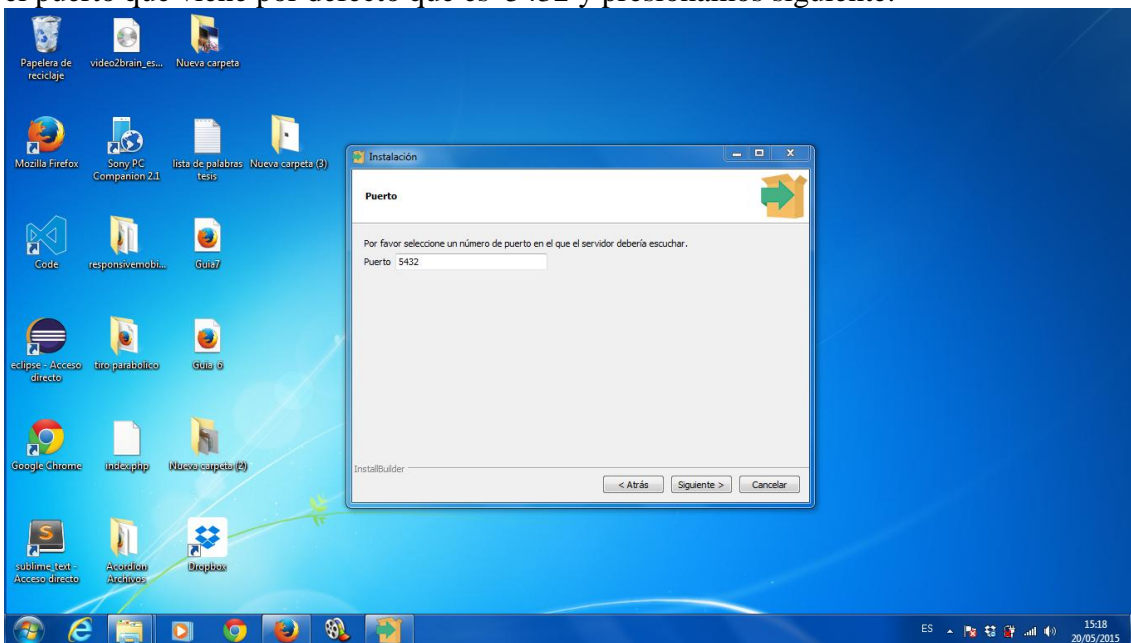 el puerto que viene por defecto que es 5432 y presionamos siguiente.
Papelera de
reciclaje
video2brain_es...
Nueva carpeta
Mozilla Firefox
Sony PC
Companion 2.1
lista de palabras
tesis
Nueva carpeta (3)
Code
responsivemobi...
Guia7
eclipse - Acceso
directo
tiro parabolico
Guia 6
Google Chrome
index.php
Nueva carpeta (2)
sublime_text -
Acceso directo
Acordion
Archivos
Dropbox
Instalación
Puerto
Por favor seleccione un número de puerto en el que el servidor debería escuchar.
Puerto 5432
InstallBuilder
< Atrás
Siguiente >
Cancelar
ES
15:18
20/05/2015